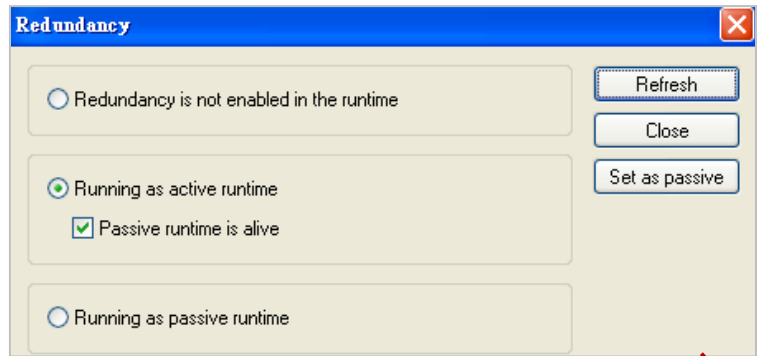 Redundancy
Redundancy is not enabled in the runtime
Refresh
Close
Running as active runtime
Set as passive
Passive runtime is alive
Running as passive runtime